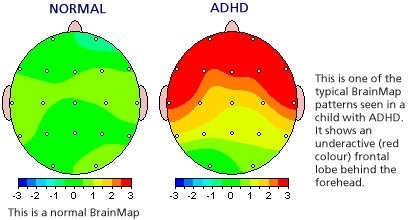 NORMAL
ADHD
This is one of the
typical BrainMap
patterns seen in a
child with ADHD.
It shows an
underactive (red
colour) frontal
lobe behind the
forehead.
-3 -2 -1 0 1 2 3
-3 -2 -1 0 1 2 3
This is a normal BrainMap